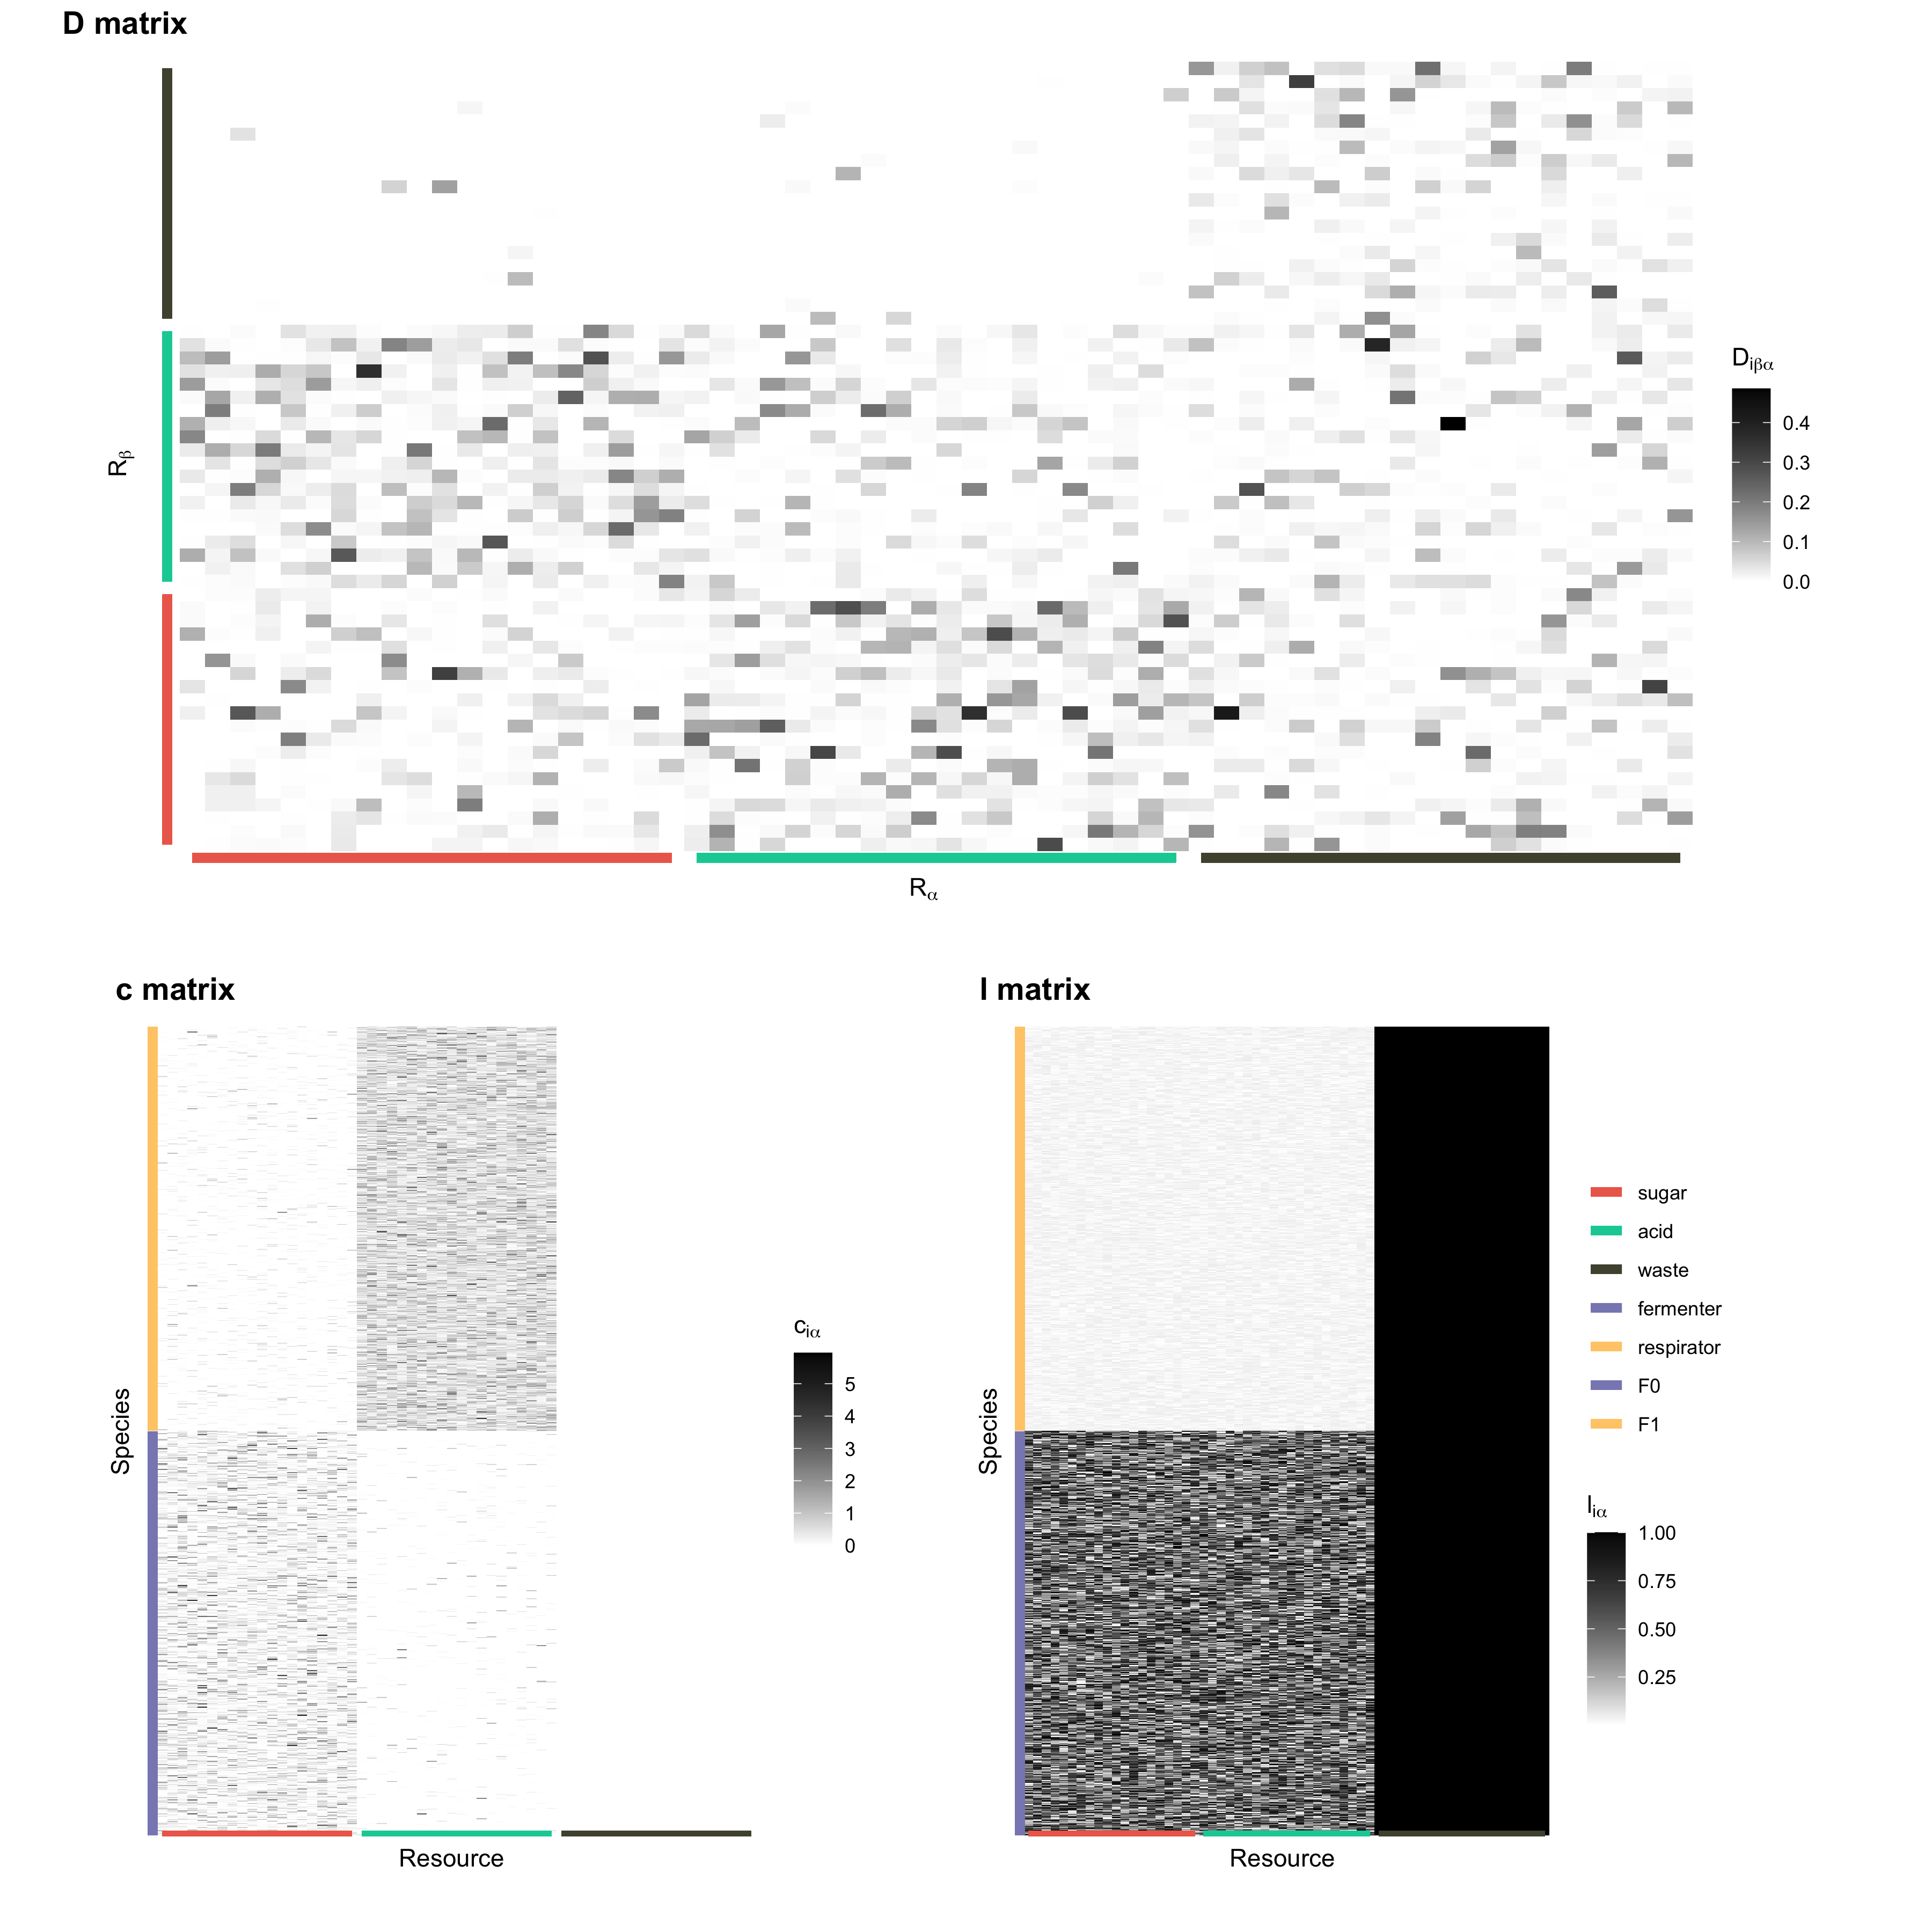 D matrix
Rβ
Rα
Diβα
0.4
0.3
0.2
0.1
0.0
c matrix
Species
Resource
ciα
5
4
3
2
1
0
l matrix
Species
Resource
sugar
acid
waste
fermenter
respirator
F0
F1
liα
1.00
0.75
0.50
0.25